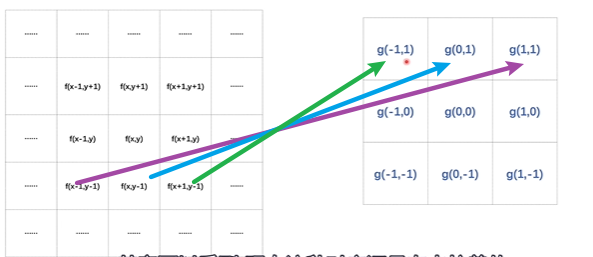 ...... ...... ...... ...... ......
...... f(x-1,y+1) f(x,y+1) f(x+1,y+1) ......
...... f(x-1,y) f(x,y) f(x+1,y) ......
...... f(x-1,y-1) f(x,y-1) f(x+1,y-1) ......
...... ...... ...... ...... ......
g(-1,1) g(0,1) g(1,1)
g(-1,0) g(0,0) g(1,0)
g(-1,-1) g(0,-1) g(1,-1)